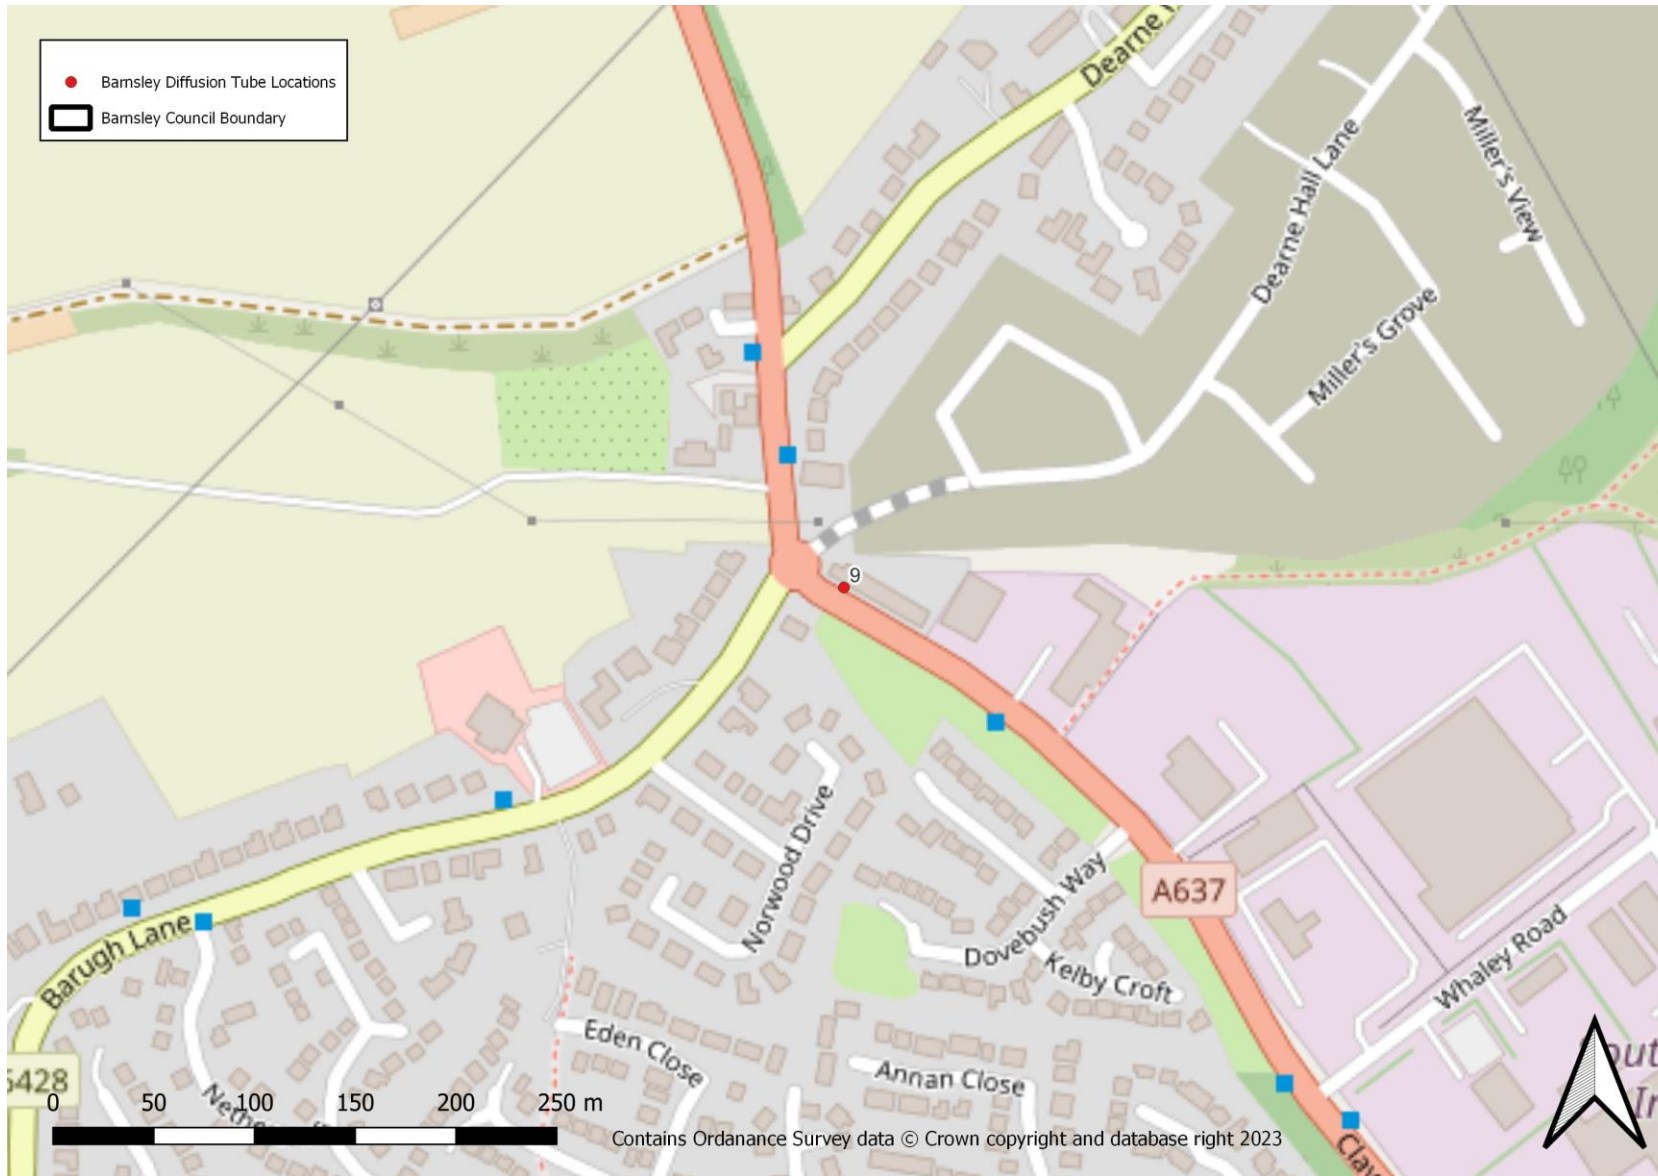 Barnsley Diffusion Tube Locations
Barnsley Council Boundary
Dearne
Dearne Hall Lane
Miller's View
Miller's Grove
9
Norwood Drive
A637
Dovebush Way
Kelby Croft
Whaley Road
Barugh Lane
Eden Close
Annan Close
6428
0 50 100 150 200 250 m
Contains Ordanance Survey data © Crown copyright and database right 2023